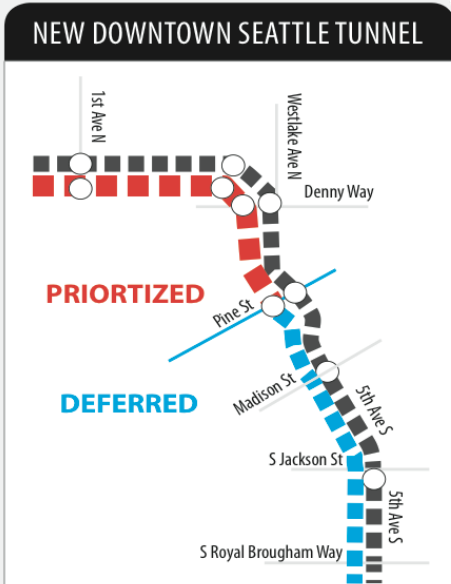 NEW DOWNTOWN SEATTLE TUNNEL
1st Ave N
Westlake Ave N
Denny Way
PRIORTIZED
Pine St
DEFERRED
Madison St
5th Ave S
S Jackson St
5th Ave S
S Royal Brougham Way